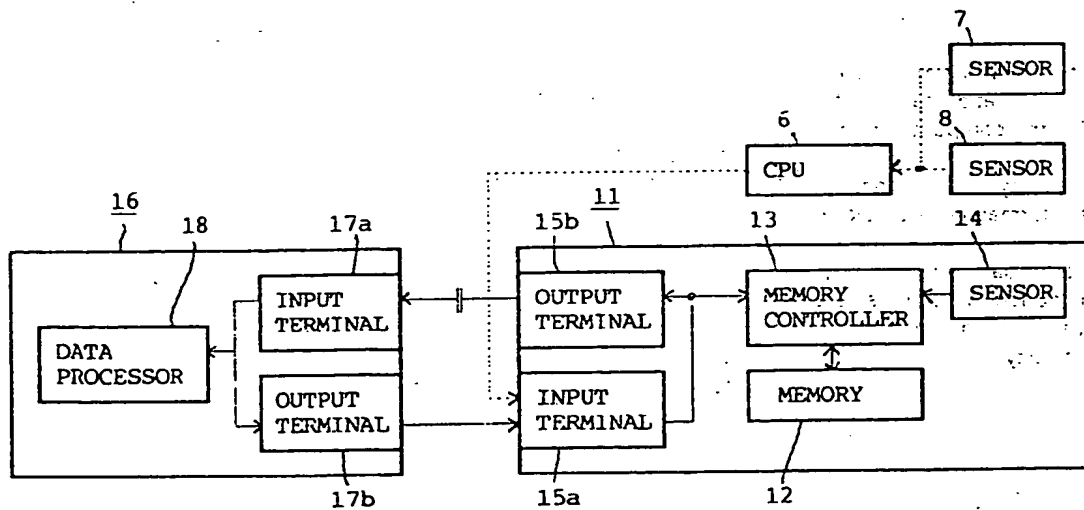 7
SENSOR
6
8
CPU
SENSOR
16
18
17a
15b
11
13
14
INPUT
TERMINAL
OUTPUT
TERMINAL
MEMORY
CONTROLLER
SENSOR
DATA
PROCESSOR
OUTPUT
TERMINAL
INPUT
TERMINAL
MEMORY
17b
15a
12